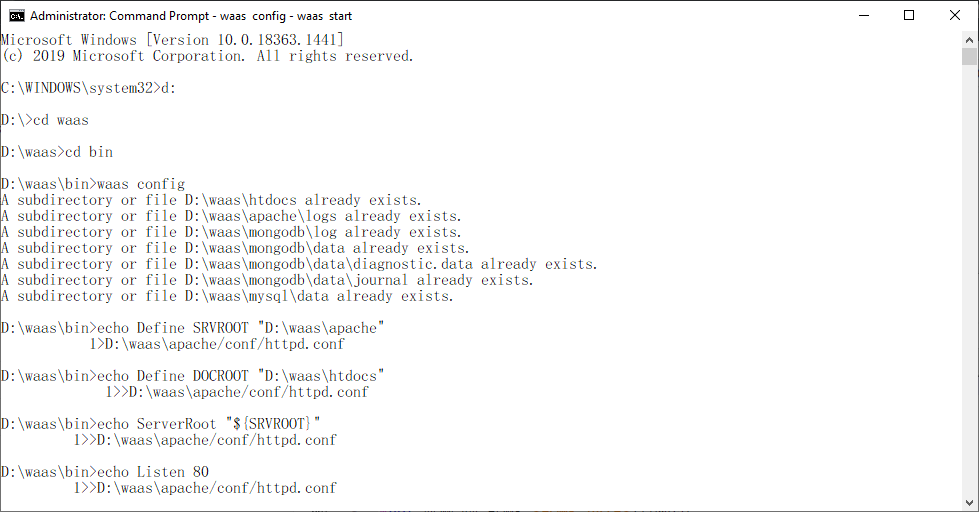 Administrator: Command Prompt - waas  config - waas  start
Microsoft Windows [Version 10.0.18363.1441]
(c) 2019 Microsoft Corporation. All rights reserved.
C:\WINDOWS\system32>d:
D:\>cd waas
D:\waas>cd bin
D:\waas\bin>waas config
A subdirectory or file D:\waas\htdocs already exists.
A subdirectory or file D:\waas\apache\logs already exists.
A subdirectory or file D:\waas\mongodb\log already exists.
A subdirectory or file D:\waas\mongodb\data already exists.
A subdirectory or file D:\waas\mongodb\data\diagnostic.data already exists.
A subdirectory or file D:\waas\mongodb\data\journal already exists.
A subdirectory or file D:\waas\mysql\data already exists.
D:\waas\bin>echo Define SRVROOT "D:\waas\apache"
1>D:\waas\apache/conf/httpd.conf
D:\waas\bin>echo Define DOCROOT "D:\waas\htdocs"
1>>D:\waas\apache/conf/httpd.conf
D:\waas\bin>echo ServerRoot "${SRVROOT}"
1>>D:\waas\apache/conf/httpd.conf
D:\waas\bin>echo Listen 80
1>>D:\waas\apache/conf/httpd.conf